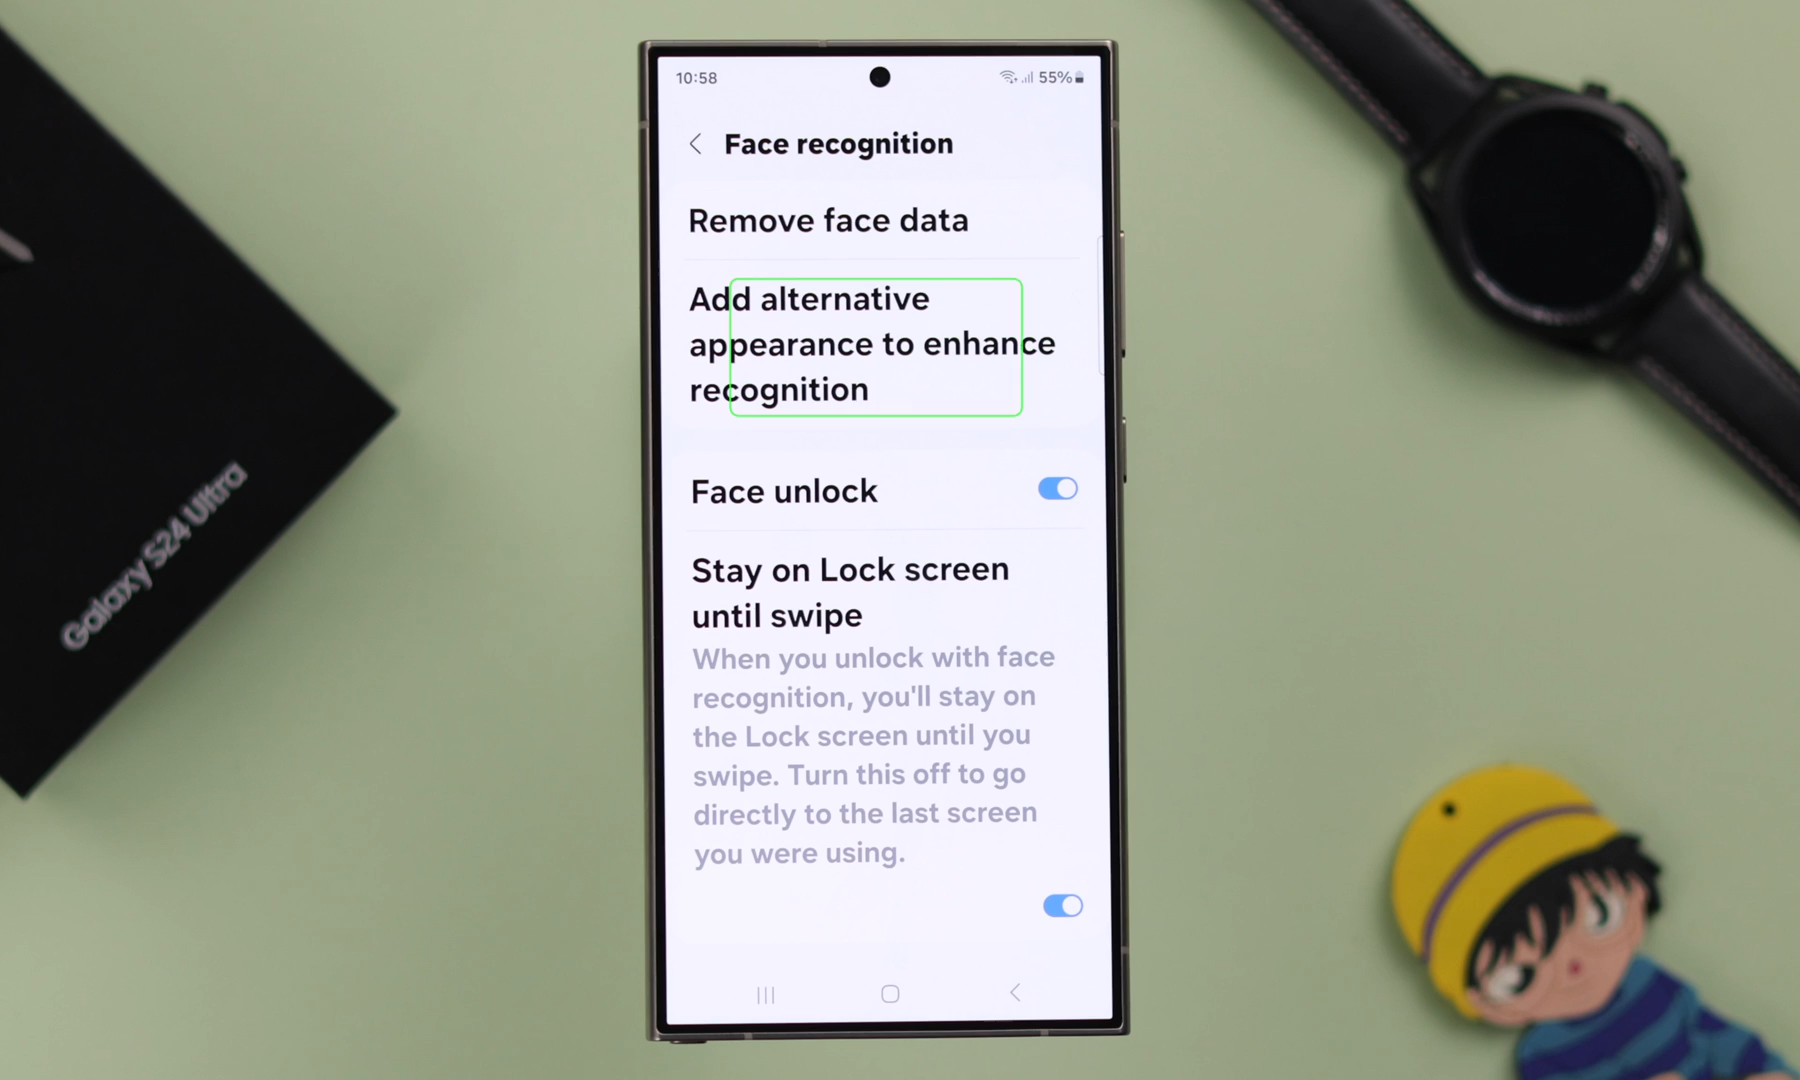 10:58
55%
Face recognition
Remove face data
Add alternative
appearance to enhance
recognition
Face unlock
Stay on Lock screen
until swipe
When you unlock with face
recognition, you'll stay on
the Lock screen until you
swipe. Turn this off to go
directly to the last screen
you were using.
Galaxy S24 Ultra